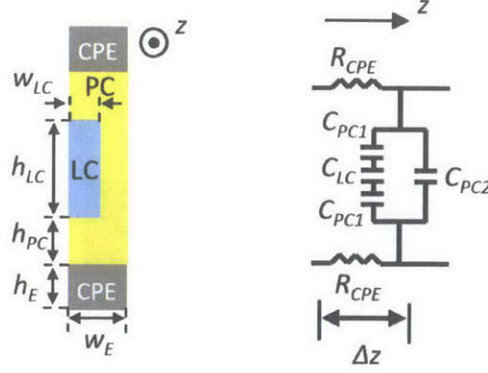 CPE
z
w_LC
PC
h_LC
LC
h_PC
h_E
CPE
w_E
z
R_CPE
C_PC1
C_LC
C_PC1
C_PC2
R_CPE
Δz